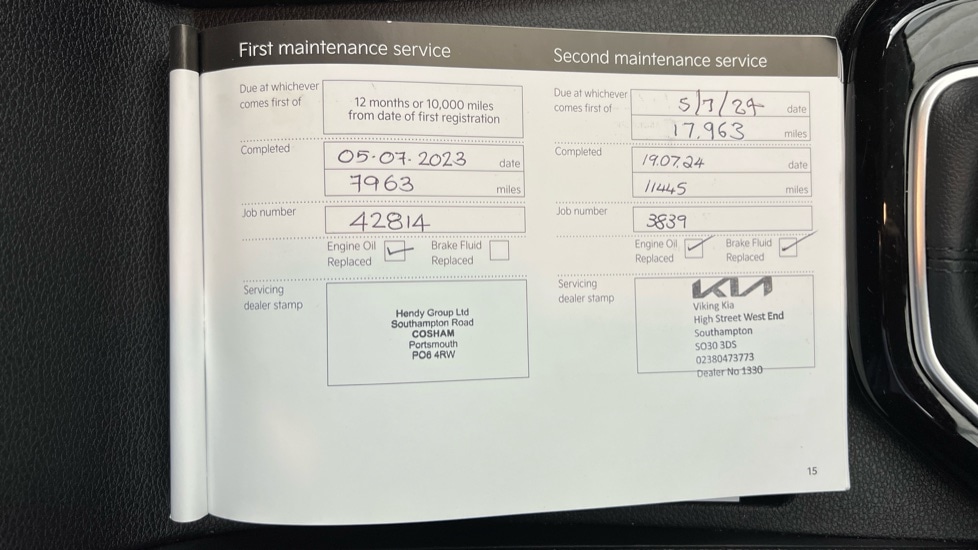 First maintenance service
Due at whichever
comes first of
12 months or 10,000 miles
from date of first registration
Completed
05.07.2023 date
7963 miles
Job number
42814
Engine Oil
Replaced
Brake Fluid
Replaced
Servicing
dealer stamp
Hendy Group Ltd
Southampton Road
COSHAM
Portsmouth
PO6 4RW
Second maintenance service
Due at whichever
comes first of
5/7/24 date
17,963 miles
Completed
19.07.24 date
11445 miles
Job number
3839
Engine Oil
Replaced
Brake Fluid
Replaced
Servicing
dealer stamp
KIA
Viking Kia
High Street West End
Southampton
SO30 3DS
02380473773
Dealer No 1330
15